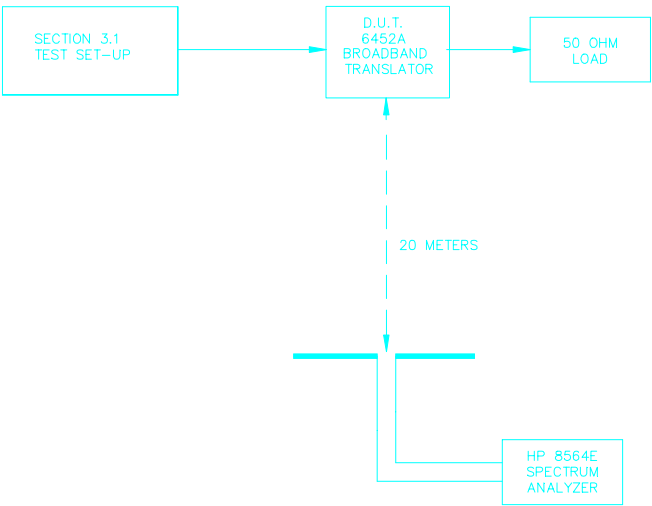 SECTION 3.1
TEST SET-UP
D.U.T.
6452A
BROADBAND
TRANSLATOR
50 OHM
LOAD
20 METERS
HP 8564E
SPECTRUM
ANALYZER